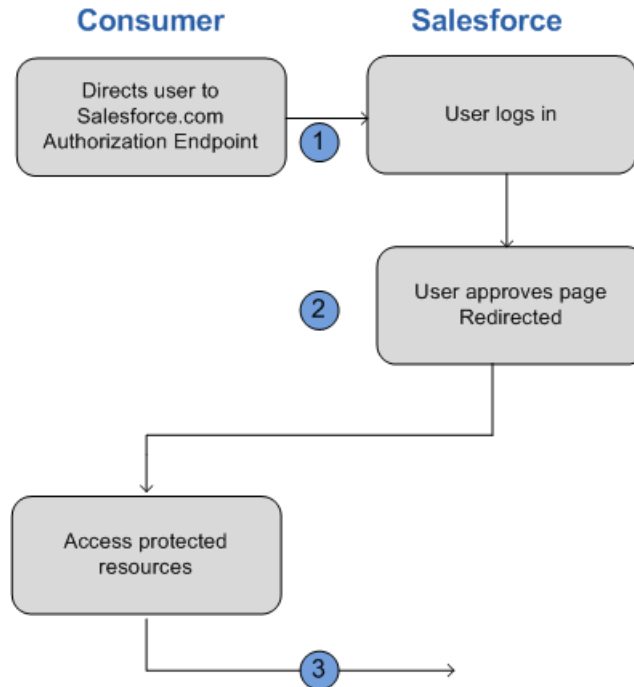 Consumer
Salesforce
Directs user to
Salesforce.com
Authorization Endpoint
1
User logs in
2
User approves page
Redirected
Access protected
resources
3